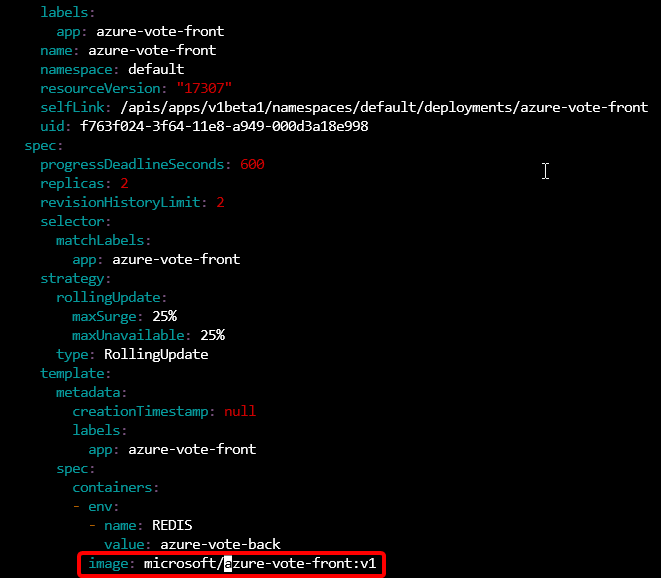 labels:
app: azure-vote-front
name: azure-vote-front
namespace: default
resourceVersion: "17307"
selfLink: /apis/apps/v1beta1/namespaces/default/deployments/azure-vote-front
uid: f763f024-3f64-11e8-a949-000d3a18e998
spec:
progressDeadlineSeconds: 600
replicas: 2
revisionHistoryLimit: 2
selector:
matchLabels:
app: azure-vote-front
strategy:
rollingUpdate:
maxSurge: 25%
maxUnavailable: 25%
type: RollingUpdate
template:
metadata:
creationTimestamp: null
labels:
app: azure-vote-front
spec:
containers:
- env:
- name: REDIS
value: azure-vote-back
image: microsoft/azure-vote-front:v1